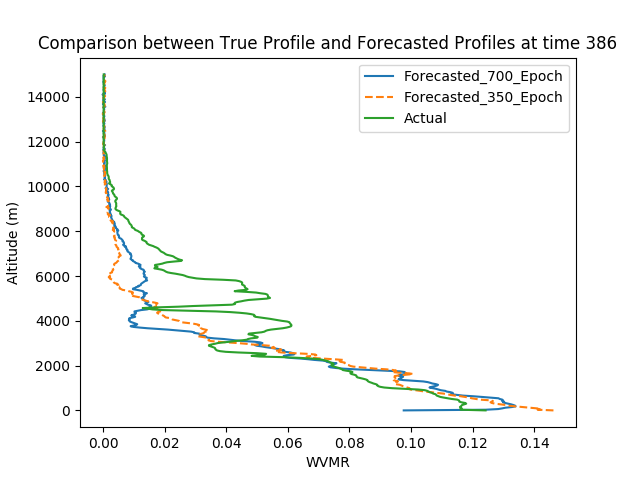 Comparison between True Profile and Forecasted Profiles at time 386
Forecasted_700_Epoch
Forecasted_350_Epoch
Actual
Altitude (m)
14000
12000
10000
8000
6000
4000
2000
0
0.00 0.02 0.04 0.06 0.08 0.10 0.12 0.14
WVMR